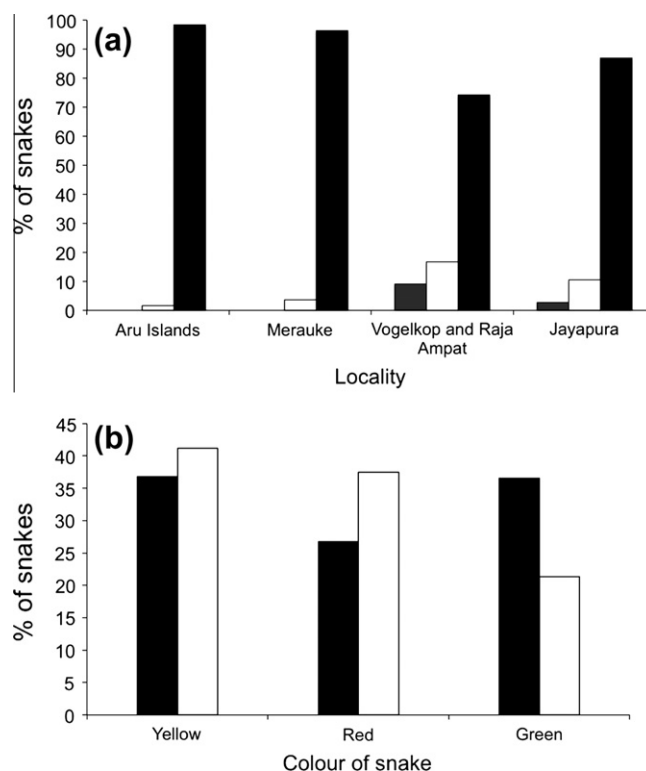 (a)
% of snakes
100
90
80
70
60
50
40
30
20
10
0
Aru Islands
Merauke
Vogelkop and Raja
Ampat
Jayapura
Locality
(b)
% of snakes
45
40
35
30
25
20
15
10
5
0
Yellow
Red
Green
Colour of snake